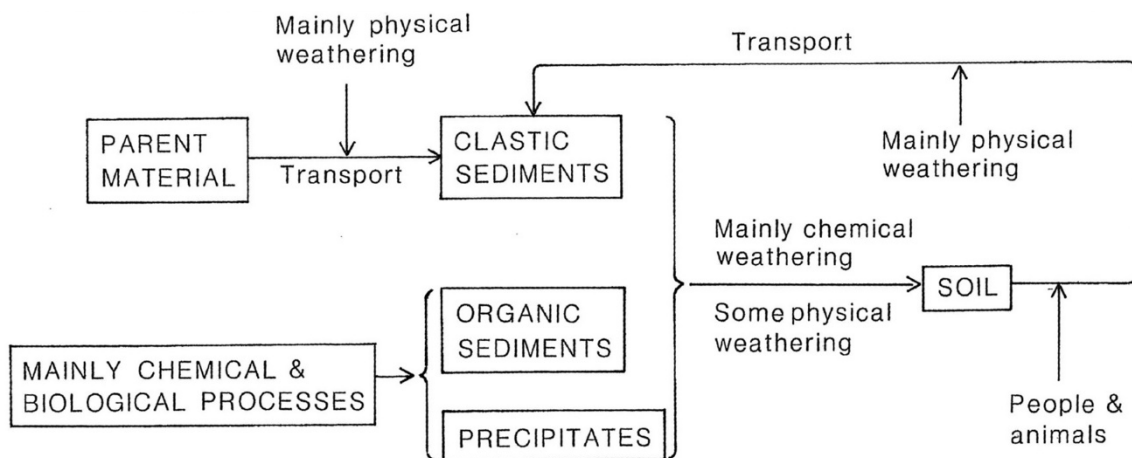 Mainly physical
weathering
Transport
PARENT
MATERIAL
Transport
CLASTIC
SEDIMENTS
Mainly physical
weathering
Mainly chemical
weathering
Some physical
weathering
SOIL
ORGANIC
SEDIMENTS
MAINLY CHEMICAL &
BIOLOGICAL PROCESSES
PRECIPITATES
People &
animals